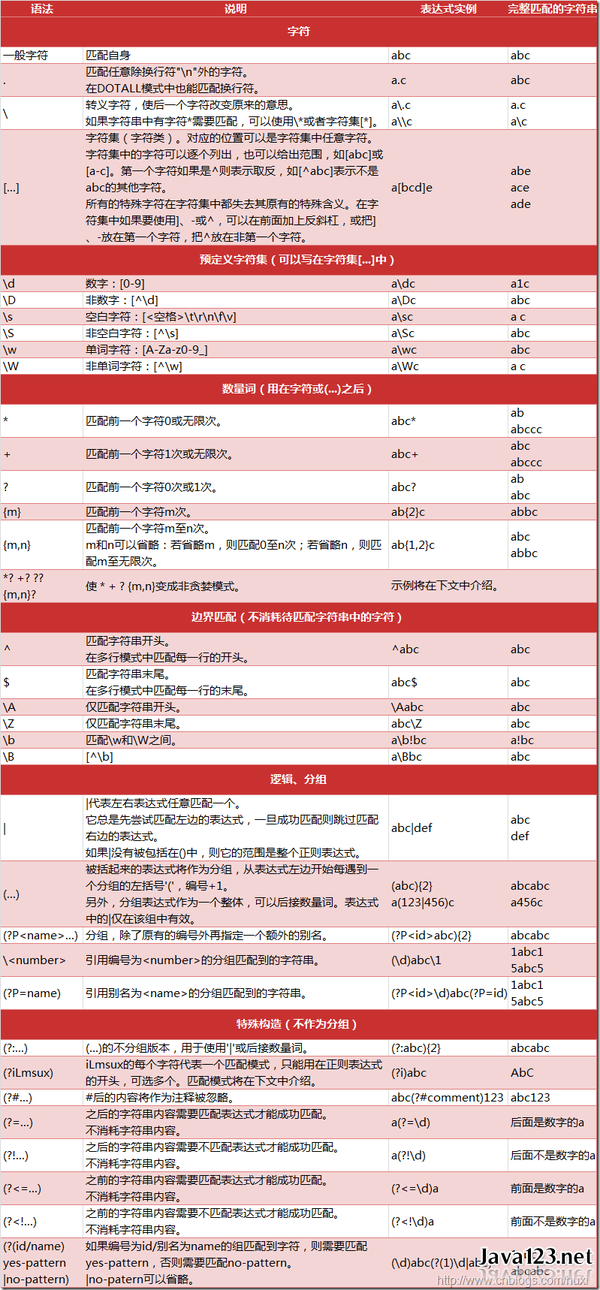 语法 说明 表达式实例 完整匹配的字符串
字符
一般字符 匹配自身 abc abc
. 匹配任意除换行符"\n"外的字符。 a.c abc
在DOTALL模式中也能匹配换行符。
\ 转义字符，使后一个字符改变原来的意思。 a\.c a.c
如果字符串中有字符*需要匹配，可以使用\*或者字符集[*]。 a\\c a\c
[...] 字符集（字符类）。对应的位置可以是字符集中任意字符。
字符集中的字符可以逐个列出，也可以给出范围，如[abc]或
[a-c]。第一个字符如果是^则表示取反，如[^abc]表示不是 abe
abc的其他字符。 a[bcd]e ace
所有的特殊字符在字符集中都失去其原有的特殊含义。在字 ade
符集中如果要使用]、-或^，可以在前面加上反斜杠，或把]
、-放在第一个字符，把^放在非第一个字符。
预定义字符集（可以写在字符集[...]中）
\d 数字：[0-9] a\dc a1c
\D 非数字：[^\d] a\Dc abc
\s 空白字符：[<空格>\t\r\n\f\v] a\sc a c
\S 非空白字符：[^\s] a\Sc abc
\w 单词字符：[A-Za-z0-9_] a\wc abc
\W 非单词字符：[^\w] a\Wc a c
数量词（用在字符或(...)之后）
* 匹配前一个字符0或无限次。 abc* ab
abccc
+ 匹配前一个字符1次或无限次。 abc+ abc
abccc
? 匹配前一个字符0次或1次。 abc? ab
abc
{m} 匹配前一个字符m次。 ab{2}c abbc
{m,n} 匹配前一个字符m至n次。 ab{1,2}c abc
m和n可以省略：若省略m，则匹配0至n次；若省略n，则匹 abbc
配m至无限次。
*? +? ?? 使 * + ? {m,n}变成非贪婪模式。 示例将在下文中介绍。
{m,n}?
边界匹配（不消耗待匹配字符串中的字符）
^ 匹配字符串开头。 ^abc abc
在多行模式中匹配每一行的开头。
$ 匹配字符串末尾。 abc$ abc
在多行模式中匹配每一行的末尾。
\A 仅匹配字符串开头。 \Aabc abc
\Z 仅匹配字符串末尾。 abc\Z abc
\b 匹配\w和\W之间。 a\b!bc a!bc
\B [^\b] a\Bbc abc
逻辑、分组
| |代表左右表达式任意匹配一个。 abc|def abc
它总是先尝试匹配左边的表达式，一旦成功匹配则跳过匹配 def
右边的表达式。
如果|没有被包括在()中，则它的范围是整个正则表达式。
(...) 被括起来的表达式将作为分组，从表达式左边开始每遇到一
个分组的左括号'('，编号+1。 (abc){2} abcabc
另外，分组表达式作为一个整体，可以后接数量词。表达式 a(123|456)c a456c
中的|仅在该组中有效。
(?P<name>...) 分组，除了原有的编号外再指定一个额外的别名。 (?P<id>abc){2} abcabc
\<number> 引用编号为<number>的分组匹配到的字符串。 (\d)abc\1 1abc1
5abc5
(?P=name) 引用别名为<name>的分组匹配到的字符串。 (?P<id>\d)abc(?P=id) 1abc1
5abc5
特殊构造（不作为分组）
(?:...) (...)的不分组版本，用于使用'|'或后接数量词。 (?:abc){2} abcabc
(?iLmsux) iLmsux的每个字符代表一个匹配模式，只能用在正则表达式 (?i)abc AbC
的开头，可选多个。匹配模式将在下文中介绍。
(?#...) #后的内容将作为注释被忽略。 abc(?#comment)123 abc123
(?=...) 之后的字符串内容需要匹配表达式才能成功匹配。 a(?=\d) 后面是数字的a
不消耗字符串内容。
(?!...) 之后的字符串内容需要不匹配表达式才能成功匹配。 a(?!\d) 后面不是数字的a
不消耗字符串内容。
(?<=...) 之前的字符串内容需要匹配表达式才能成功匹配。 (?<=\d)a 前面是数字的a
不消耗字符串内容。
(?<!...) 之前的字符串内容需要不匹配表达式才能成功匹配。 (?<!\d)a 前面不是数字的a
不消耗字符串内容。
(?(id/name) 如果编号为id/别名为name的组匹配到字符，则需要匹配
yes-pattern yes-pattern，否则需要匹配no-pattern。 (\d)abc(?(1)\d|abc)
|no-pattern) |no-patern可以省略。 abcabc
Java123.net
http://www.cnblogs.com/huxi